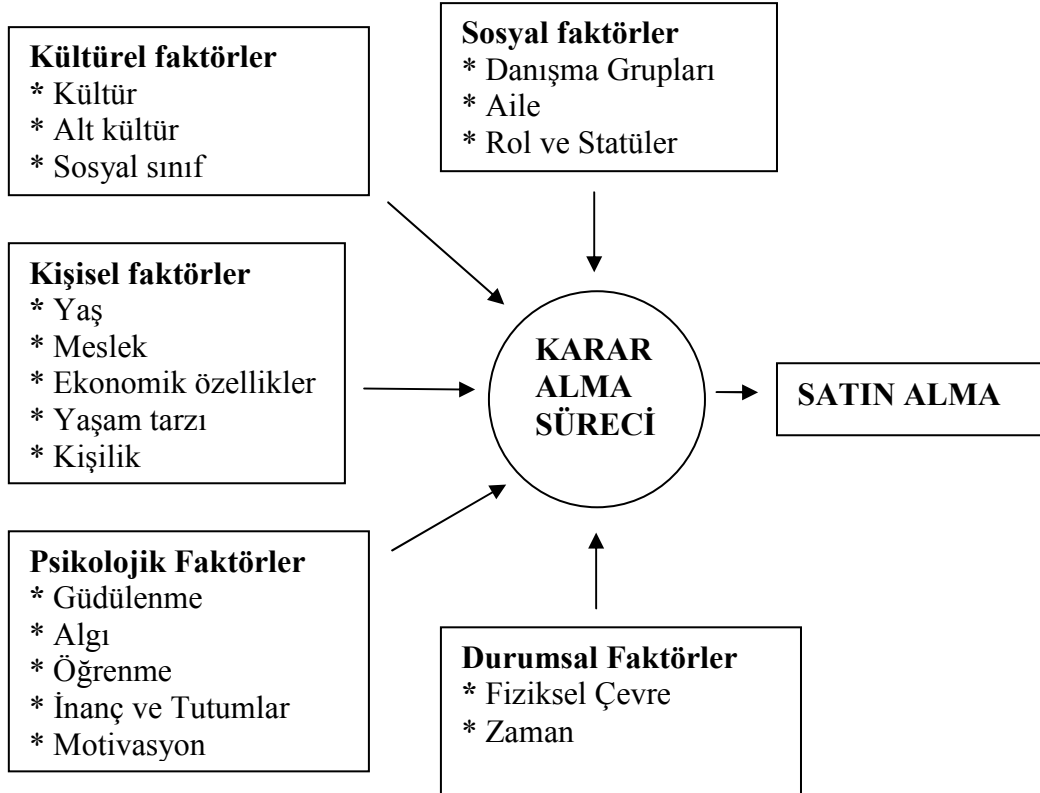 Kültürel faktörler
* Kültür
* Alt kültür
* Sosyal sınıf
Sosyal faktörler
* Danışma Grupları
* Aile
* Rol ve Statüler
Kişisel faktörler
* Yaş
* Meslek
* Ekonomik özellikler
* Yaşam tarzı
* Kişilik
KARAR
ALMA
SÜRECİ
SATIN ALMA
Psikolojik Faktörler
* Güdülenme
* Algı
* Öğrenme
* İnanç ve Tutumlar
* Motivasyon
Durumsal Faktörler
* Fiziksel Çevre
* Zaman